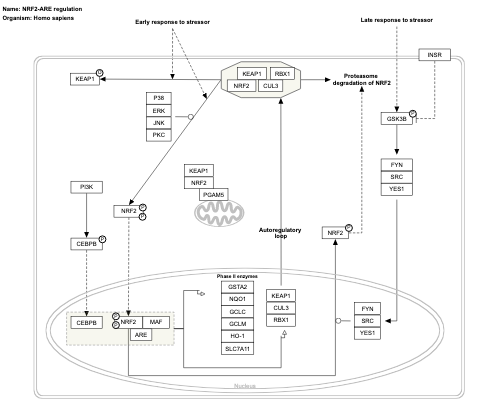 Name: NRF2-ARE regulation
Organism: Homo sapiens
Early response to stressor
Late response to stressor
INSR
KEAP1
P
KEAP1
RBX1
NRF2
CUL3
Proteasome
degradation of NRF2
P38
ERK
JNK
PKC
GSK3B
P
FYN
SRC
YES1
KEAP1
NRF2
PGAM5
PI3K
NRF2
P
P
CEBPB
P
Autoregulatory
loop
NRF2
P
Phase II enzymes
GSTA2
NQO1
GCLC
GCLM
HO-1
SLC7A11
KEAP1
CUL3
RBX1
FYN
SRC
YES1
CEBPB
P
P
NRF2
MAF
ARE
Nucleus